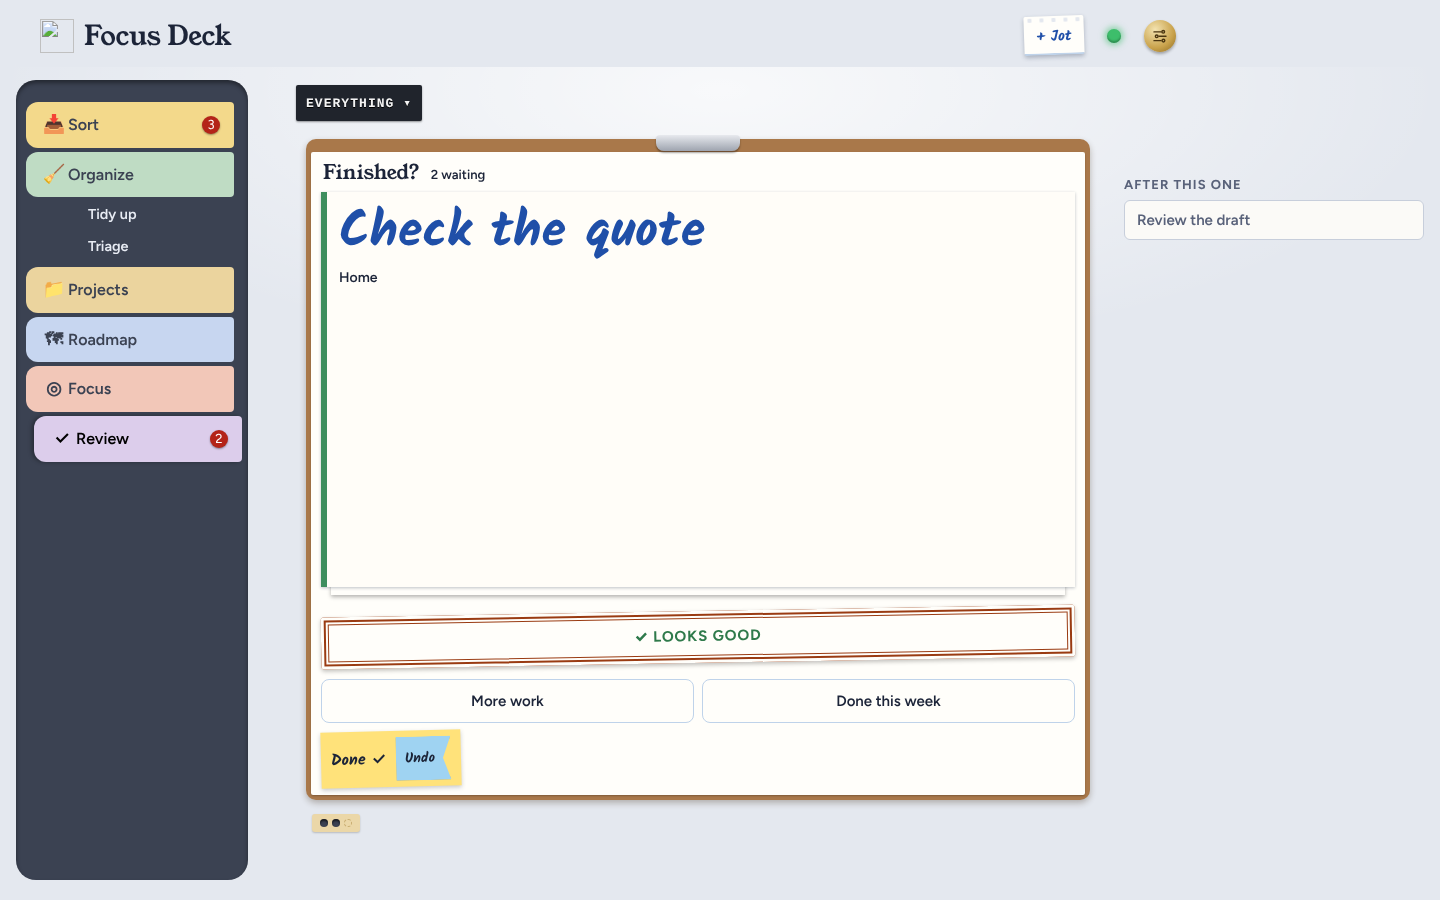 Focus Deck
+ Jot
Sort 3
Organize
Tidy up
Triage
Projects
Roadmap
Focus
Review 2
EVERYTHING ▾
Finished? 2 waiting
Check the quote
Home
✓ LOOKS GOOD
More work
Done this week
Done ✓ Undo
AFTER THIS ONE
Review the draft